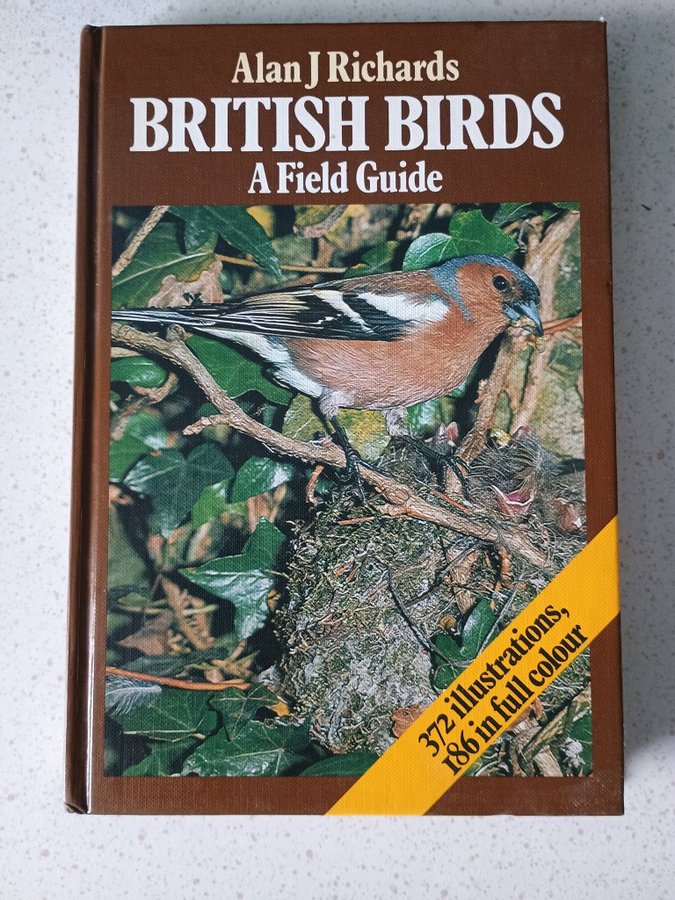 Alan J Richards
BRITISH BIRDS
A Field Guide
372 illustrations,
186 in full colour